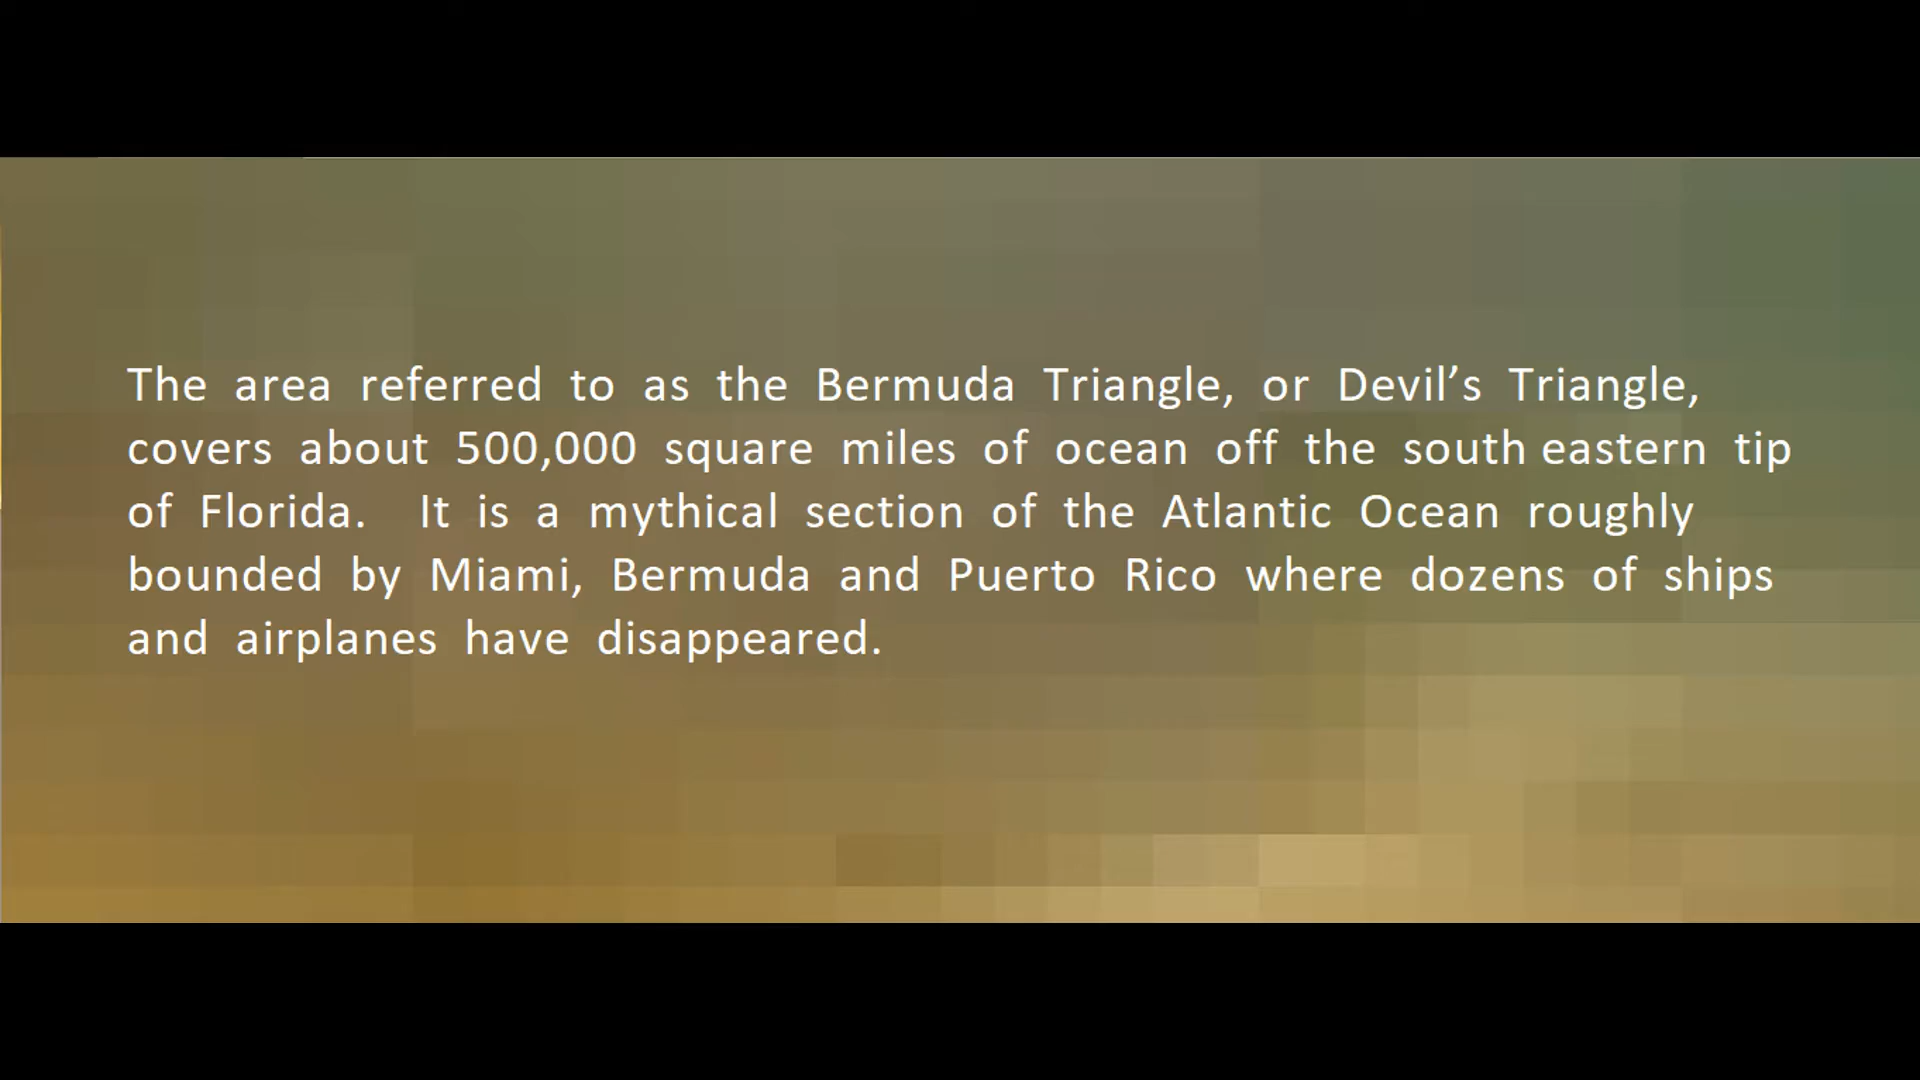 The area referred to as the Bermuda Triangle, or Devil’s Triangle,
covers about 500,000 square miles of ocean off the south eastern tip
of Florida. It is a mythical section of the Atlantic Ocean roughly
bounded by Miami, Bermuda and Puerto Rico where dozens of ships
and airplanes have disappeared.